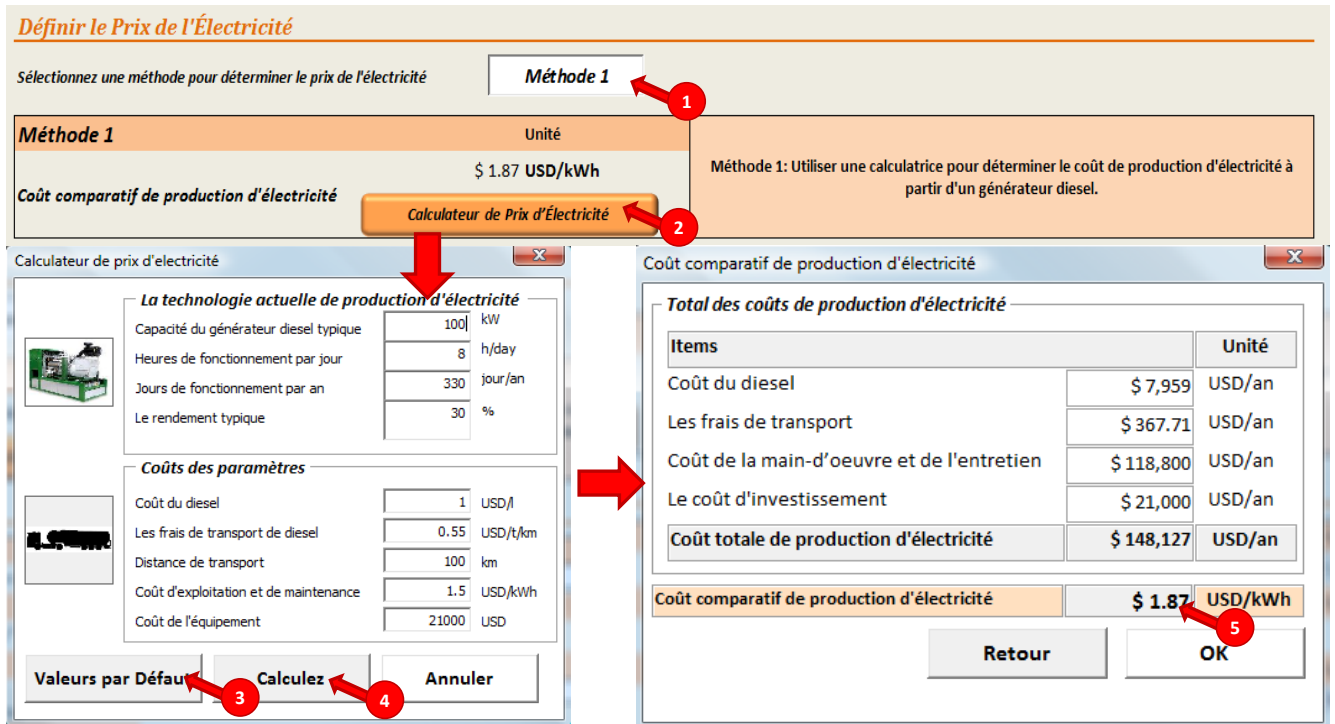 Définir le Prix de l'Électricité
Sélectionnez une méthode pour déterminer le prix de l'électricité
Méthode 1
1
Méthode 1
Unité
$ 1.87 USD/kWh
Coût comparatif de production d'électricité
Calculateur de Prix d'Électricité
2
Méthode 1: Utiliser une calculatrice pour déterminer le coût de production d'électricité à
partir d'un générateur diesel.
Calculateur de prix d'electricité
La technologie actuelle de production d'électricité
Capacité du générateur diesel typique 100 kW
Heures de fonctionnement par jour 8 h/day
Jours de fonctionnement par an 330 jour/an
Le rendement typique 30 %
Coûts des paramètres
Coût du diesel 1 USD/l
Les frais de transport de diesel 0.55 USD/t/km
Distance de transport 100 km
Coût d'exploitation et de maintenance 1.5 USD/kWh
Coût de l'équipement 21000 USD
Valeurs par Défaut
3
Calculez
4
Annuler
Coût comparatif de production d'électricité
Total des coûts de production d'électricité
Items Unité
Coût du diesel $ 7,959 USD/an
Les frais de transport $ 367.71 USD/an
Coût de la main-d'oeuvre et de l'entretien $ 118,800 USD/an
Le coût d'investissement $ 21,000 USD/an
Coût totale de production d'électricité $ 148,127 USD/an
Coût comparatif de production d'électricité $ 1.87 USD/kWh
5
Retour
OK